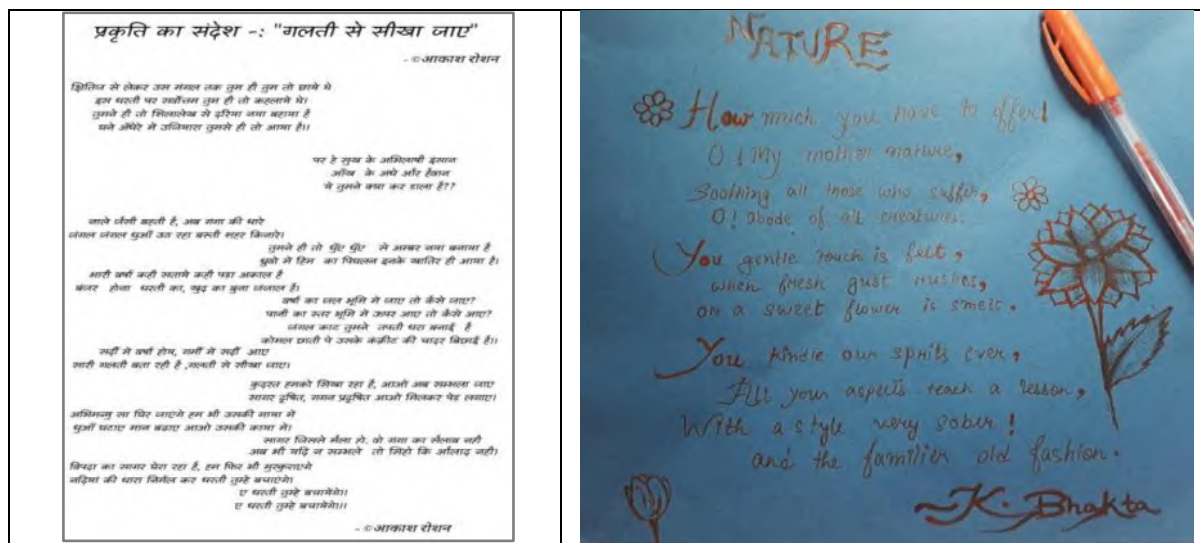 प्रकृति का संदेश -: "गलती से सीखा जाए"
- ©आकाश रोशन
क्षितिज से लेकर उस मंगल तक तुम ही तुम तो छाये थे
इस धरती पर सर्वोत्तम तुम ही तो कहलाये थे।
तुमने ही तो शिलालेख से दरिया नया बहाया है
घने अँधेरे में उजियारा तुमसे ही तो आया है।।
पर हे सुख के अभिलाषी इंसान
आँख के अंधे और हैवान
ये तुमने क्या कर डाला है??
नाले जैसी बहती है, अब गंगा की धारे
जंगल जंगल धुआँ उठ रहा बस्ती शहर किनारे।
तुमने ही तो धुँए धुँए से अम्बर नया बनाया है
ध्रुवो में हिम का पिघलन इनके खातिर ही आया है।
भारी वर्षा कही सताये कही पड़ा अकाल है
बंजर होना धरती का, खुद का बुना जंजाल है।
वर्षा का जल भूमि में जाए तो कैसे जाए?
पानी का स्तर भूमि में ऊपर आए तो कैसे आए?
जंगल काट तुमने तपती धरा बनाई है
कोमल छाती पे उसके कंक्रीट की चादर बिछाई है।।
सर्दी में वर्षा होय, गर्मी में सर्दी आए
सारी गलती बता रही है ,गलती से सीखा जाए।
कुदरत हमको सिखा रहा है, आओ अब सम्भला जाए
सागर दूषित, गगन प्रदूषित आओ मिलकर पेड़ लगाए।
अभिमन्यु सा घिर जाएंगे हम भी उसकी माया में
धुआँ घटाए मान बढ़ाए आओ उसकी काया में।
सागर जिसले मैला हो, वो गंगा का सैलाब नही
अब भी यदि न सम्भले तो सिंहो कि औलाद नही।
विपदा का सागर घेरा रहा है, हम फिर भी मुस्कुराएंगे
नदियां की धारा निर्मल कर धरती तुम्हे बचाएंगे।
ए धरती तुम्हे बचायेंगे।।
ए धरती तुम्हे बचायेंगे।।।
- ©आकाश रोशन
NATURE
How much you have to offer!
O! My mother nature,
Soothing all those who suffer,
O! abode of all creatures.
You gentle touch is felt,
when fresh gust rushes,
on a sweet flower is smelt.
You kindle our sprits ever,
All your aspects teach a lesson,
With a style very sober!
and the familier old fashion.
~K. Bhakta